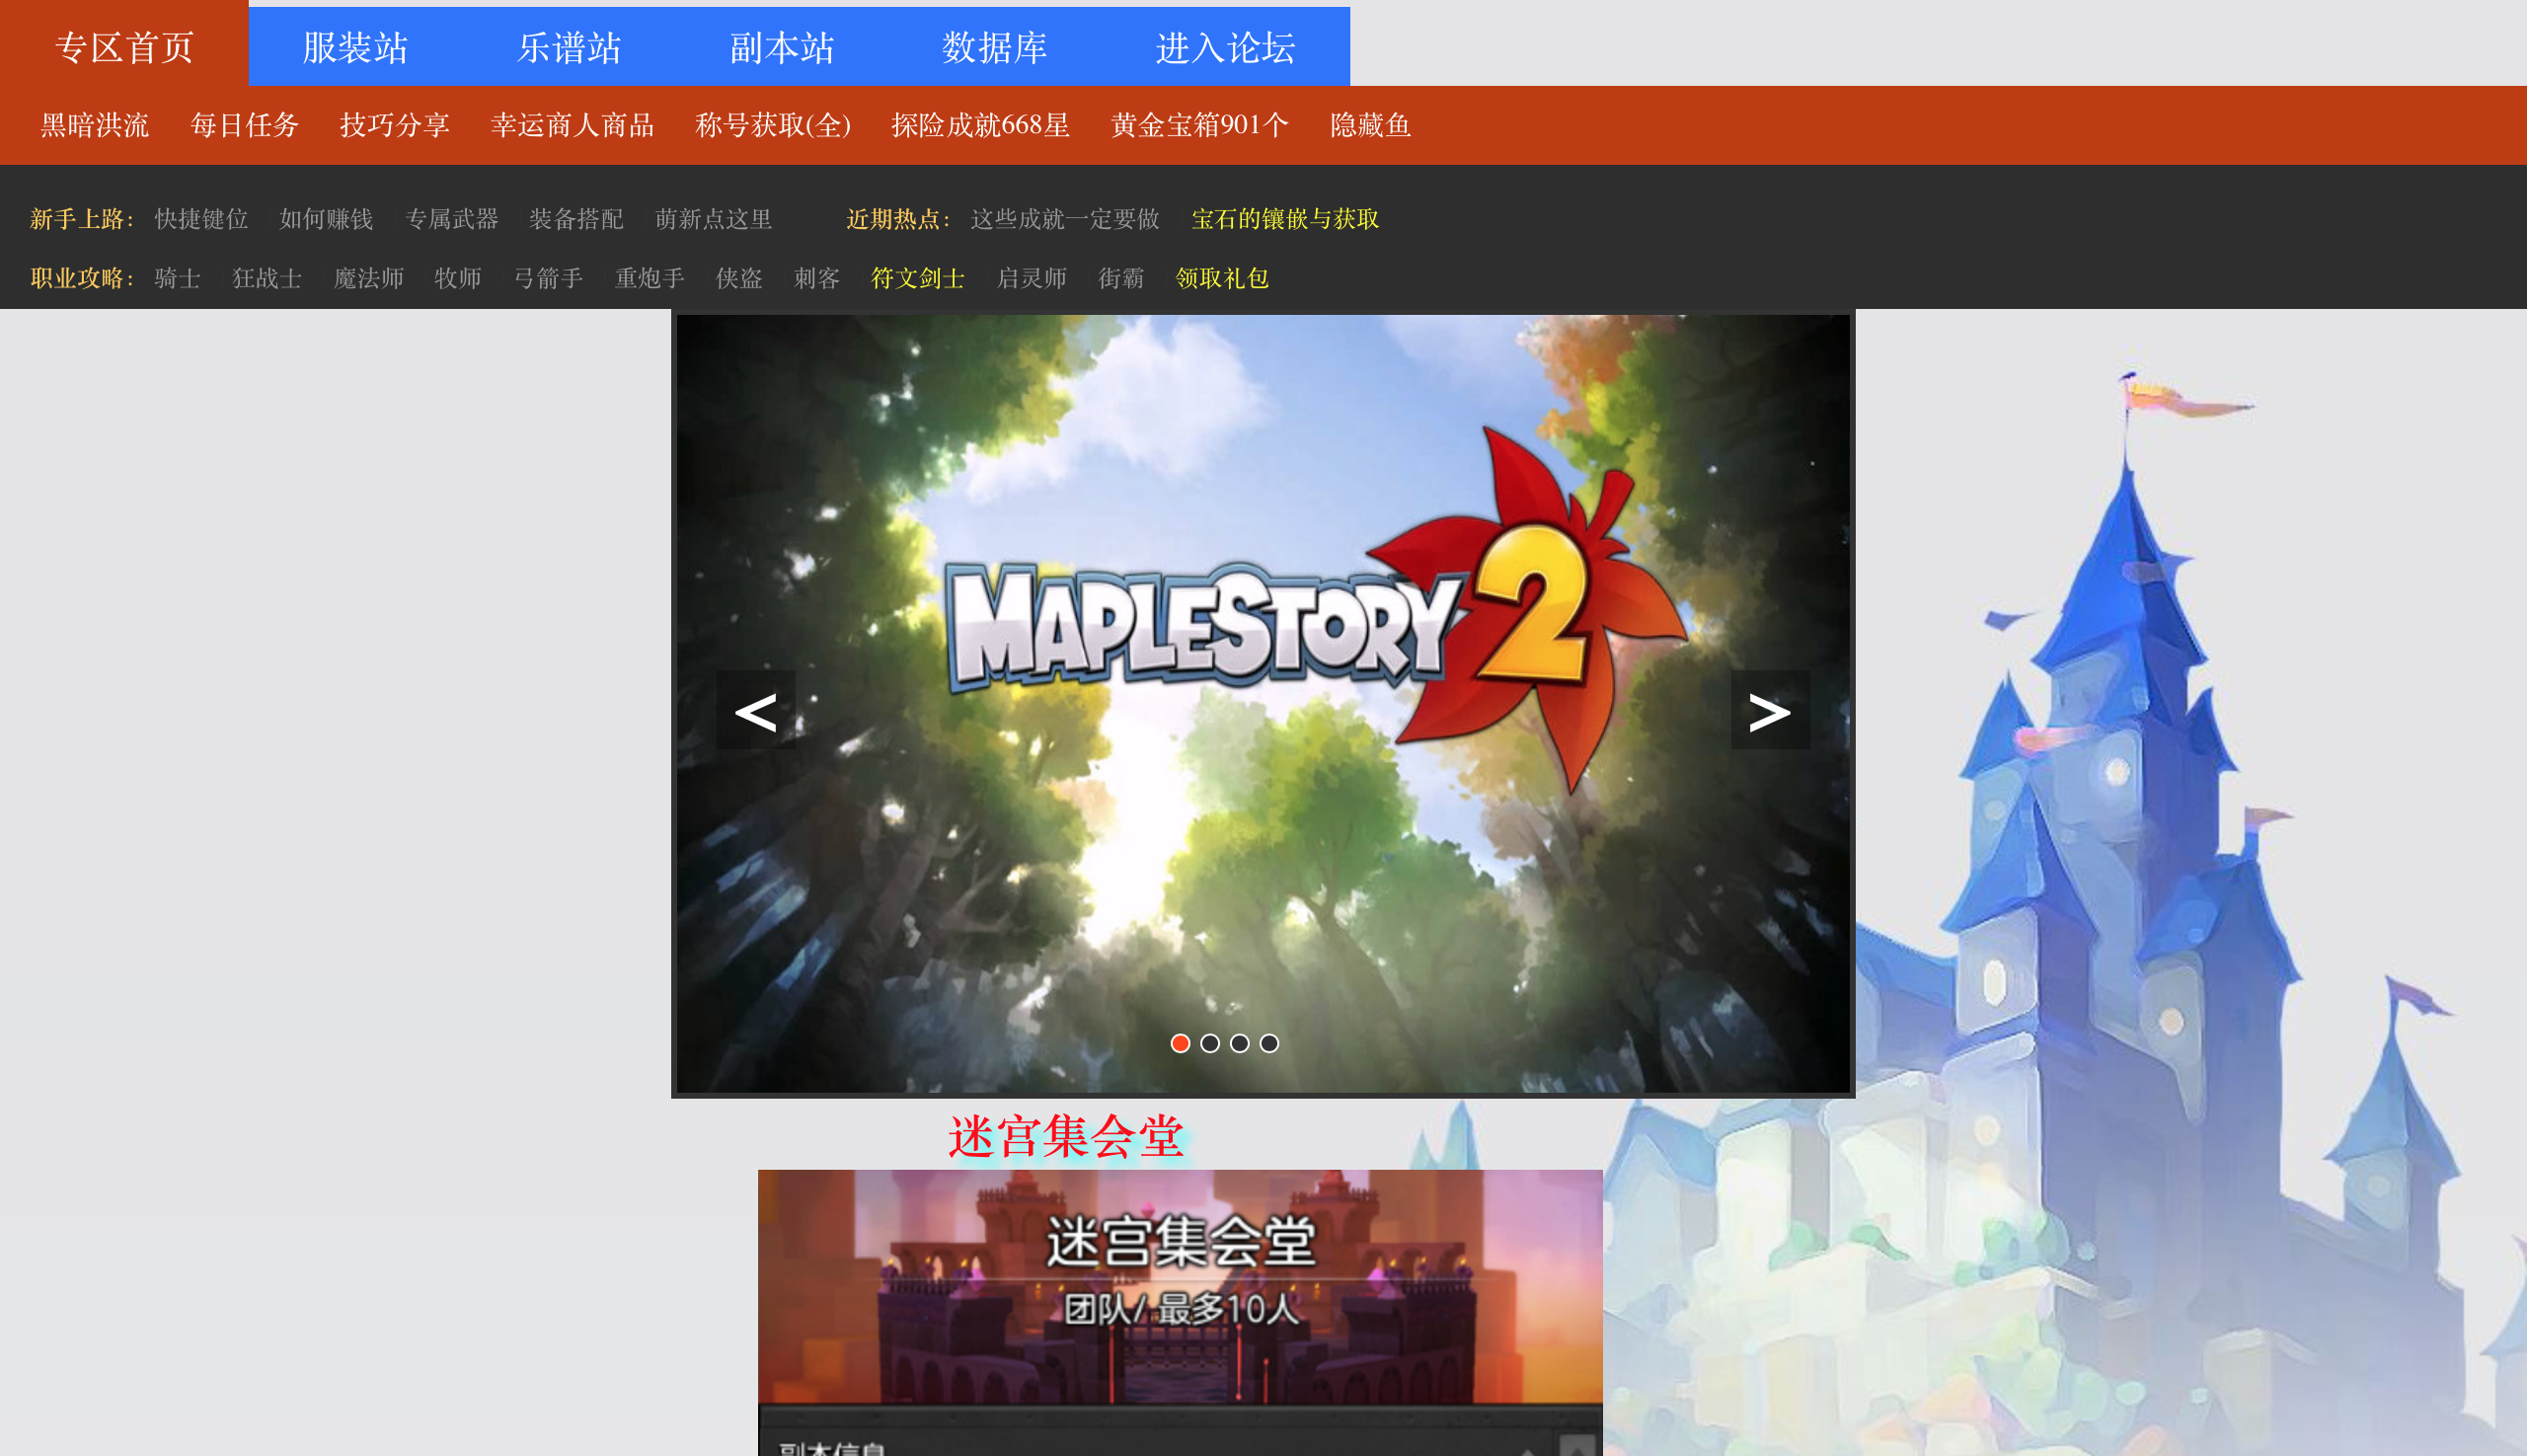 专区首页 服装站 乐谱站 副本站 数据库 进入论坛
黑暗洪流 每日任务 技巧分享 幸运商人商品 称号获取(全) 探险成就668星 黄金宝箱901个 隐藏鱼
新手上路: 快捷键位 如何赚钱 专属武器 装备搭配 萌新点这里 近期热点: 这些成就一定要做 宝石的镶嵌与获取
职业攻略: 骑士 狂战士 魔法师 牧师 弓箭手 重炮手 侠盗 刺客 符文剑士 启灵师 街霸 领取礼包
MAPLESTORY 2
< >
迷宫集会堂
迷宫集会堂
团队/ 最多10人
副本信息